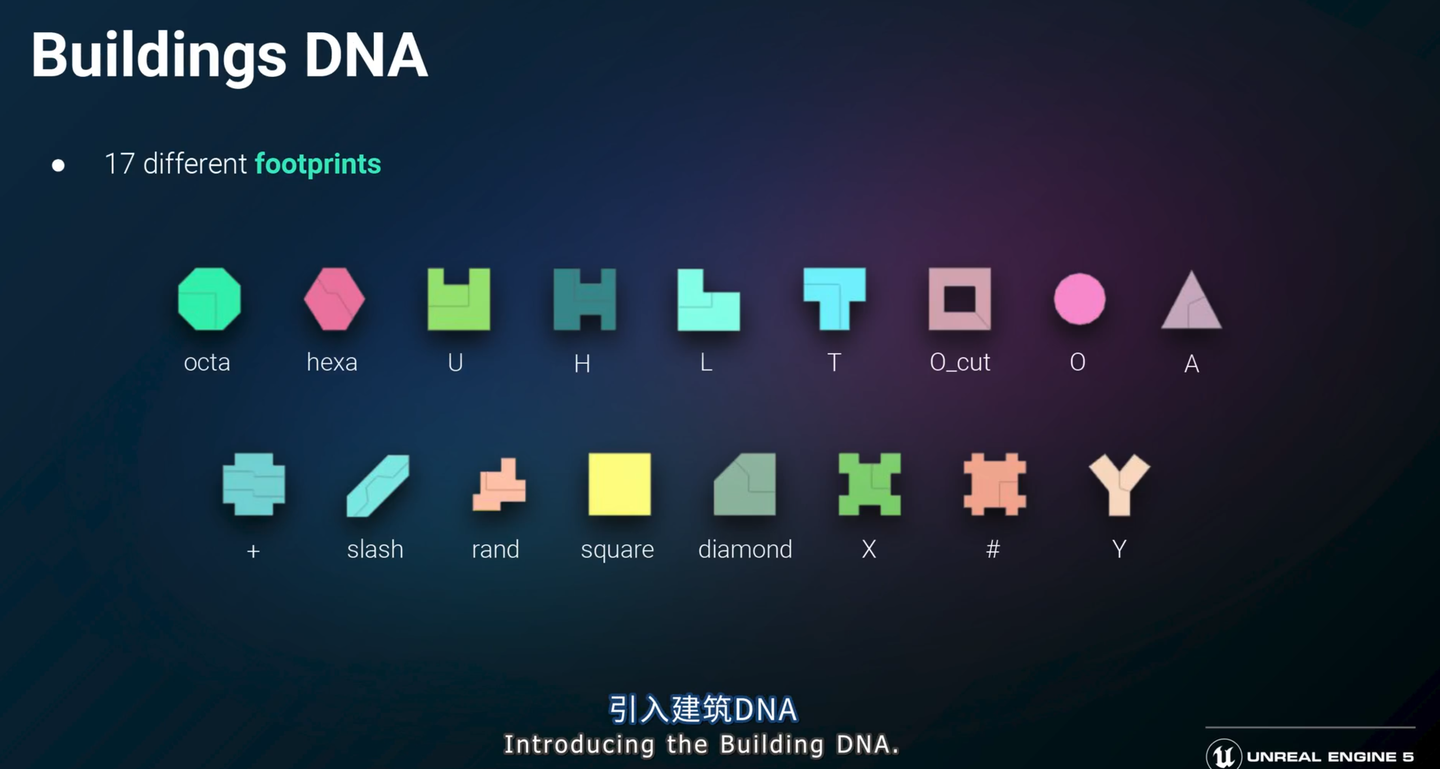 Buildings DNA
● 17 different footprints
octa hexa U H L T O_cut O A
+ slash rand square diamond X # Y
引入建筑DNA
Introducing the Building DNA.
UNREAL ENGINE 5